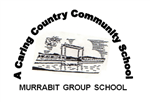 A Caring Country Community School
MURRABIT GROUP SCHOOL